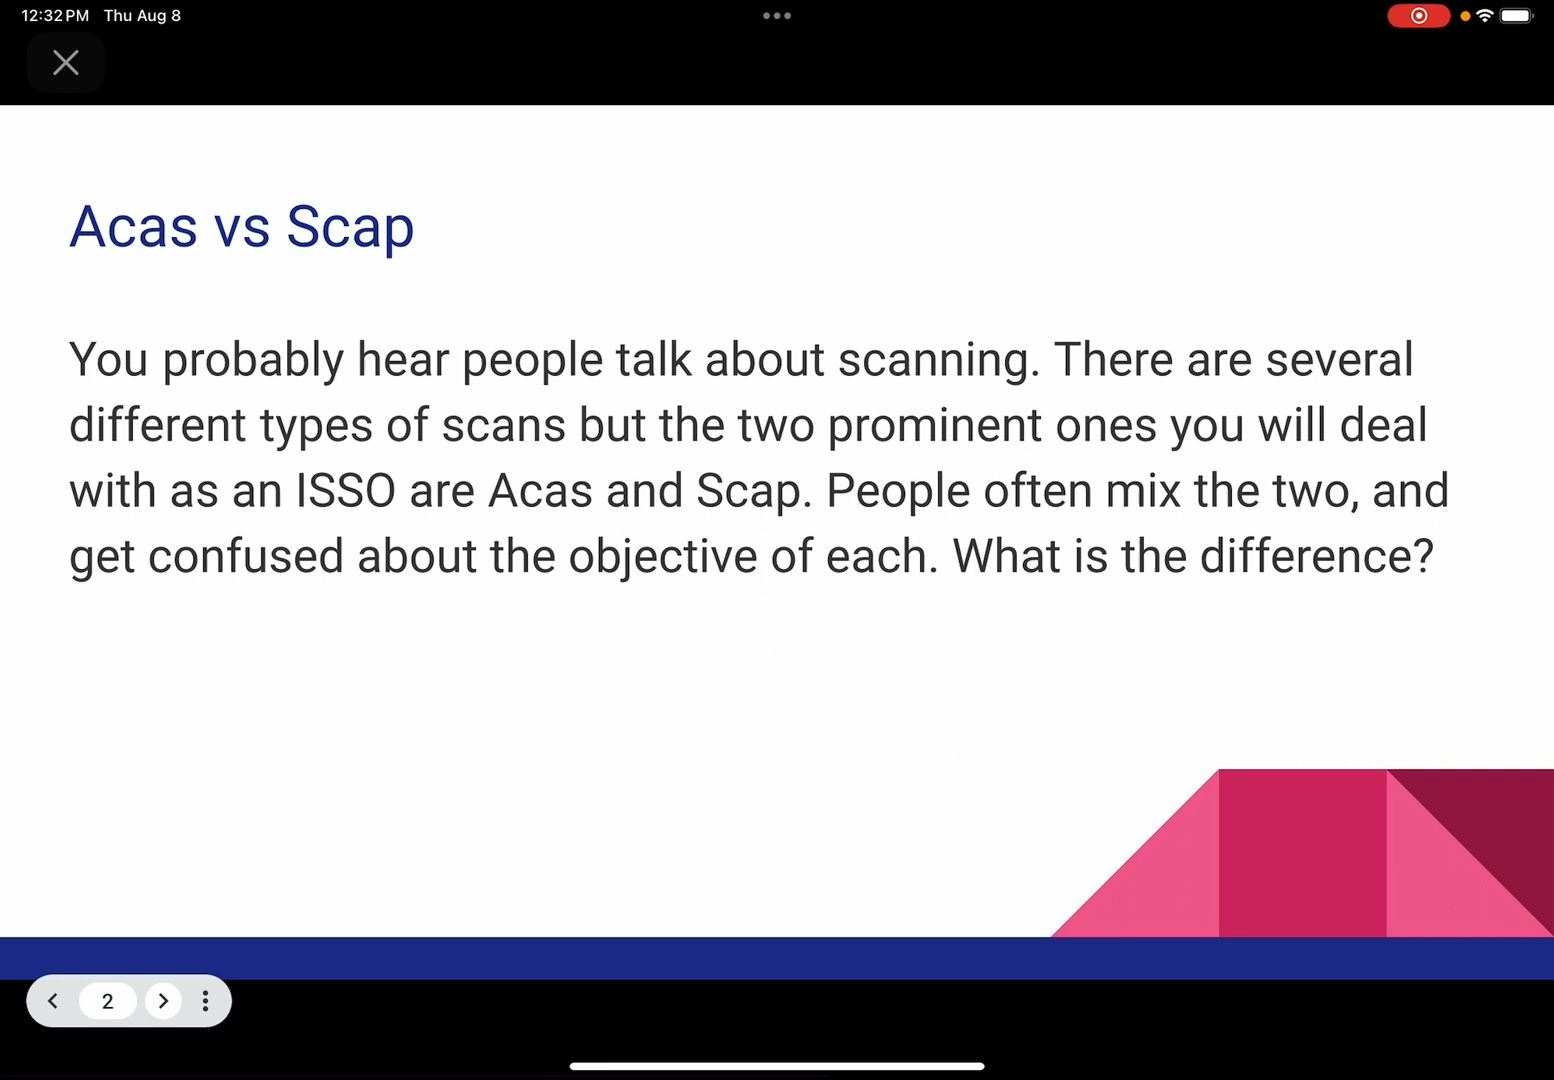 12:32 PM Thu Aug 8
Acas vs Scap
You probably hear people talk about scanning. There are several
different types of scans but the two prominent ones you will deal
with as an ISSO are Acas and Scap. People often mix the two, and
get confused about the objective of each. What is the difference?
2